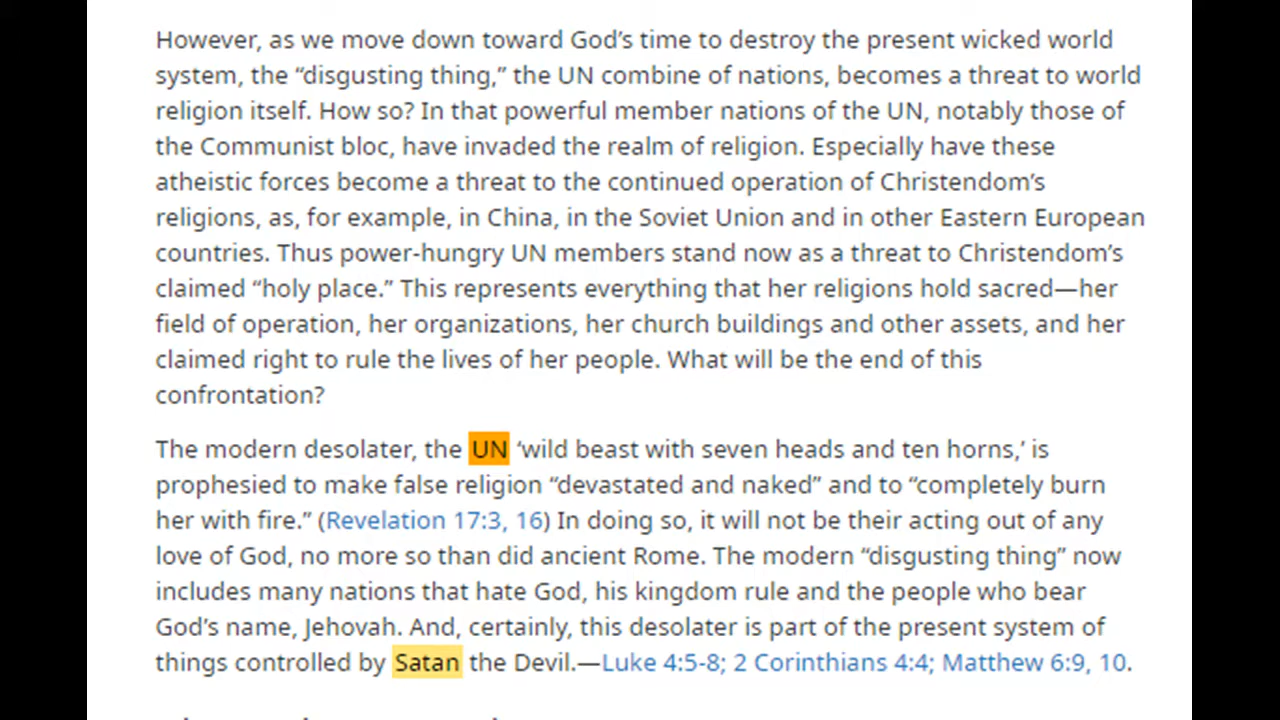 However, as we move down toward God’s time to destroy the present wicked world
system, the “disgusting thing,” the UN combine of nations, becomes a threat to world
religion itself. How so? In that powerful member nations of the UN, notably those of
the Communist bloc, have invaded the realm of religion. Especially have these
atheistic forces become a threat to the continued operation of Christendom’s
religions, as, for example, in China, in the Soviet Union and in other Eastern European
countries. Thus power-hungry UN members stand now as a threat to Christendom’s
claimed “holy place.” This represents everything that her religions hold sacred—her
field of operation, her organizations, her church buildings and other assets, and her
claimed right to rule the lives of her people. What will be the end of this
confrontation?
The modern desolater, the UN ‘wild beast with seven heads and ten horns,’ is
prophesied to make false religion “devastated and naked” and to “completely burn
her with fire.” (Revelation 17:3, 16) In doing so, it will not be their acting out of any
love of God, no more so than did ancient Rome. The modern “disgusting thing” now
includes many nations that hate God, his kingdom rule and the people who bear
God’s name, Jehovah. And, certainly, this desolater is part of the present system of
things controlled by Satan the Devil.—Luke 4:5-8; 2 Corinthians 4:4; Matthew 6:9, 10.